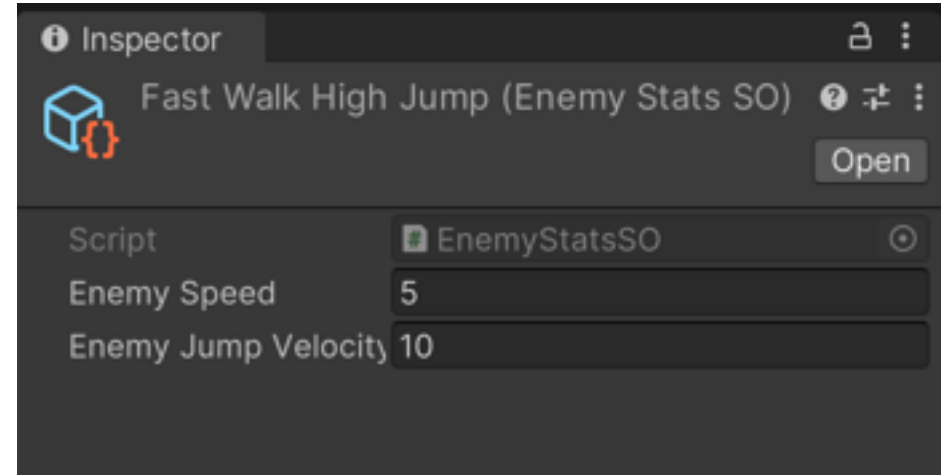 Inspector
Fast Walk High Jump (Enemy Stats SO)
Open
Script EnemyStatsSO
Enemy Speed 5
Enemy Jump Velocity 10